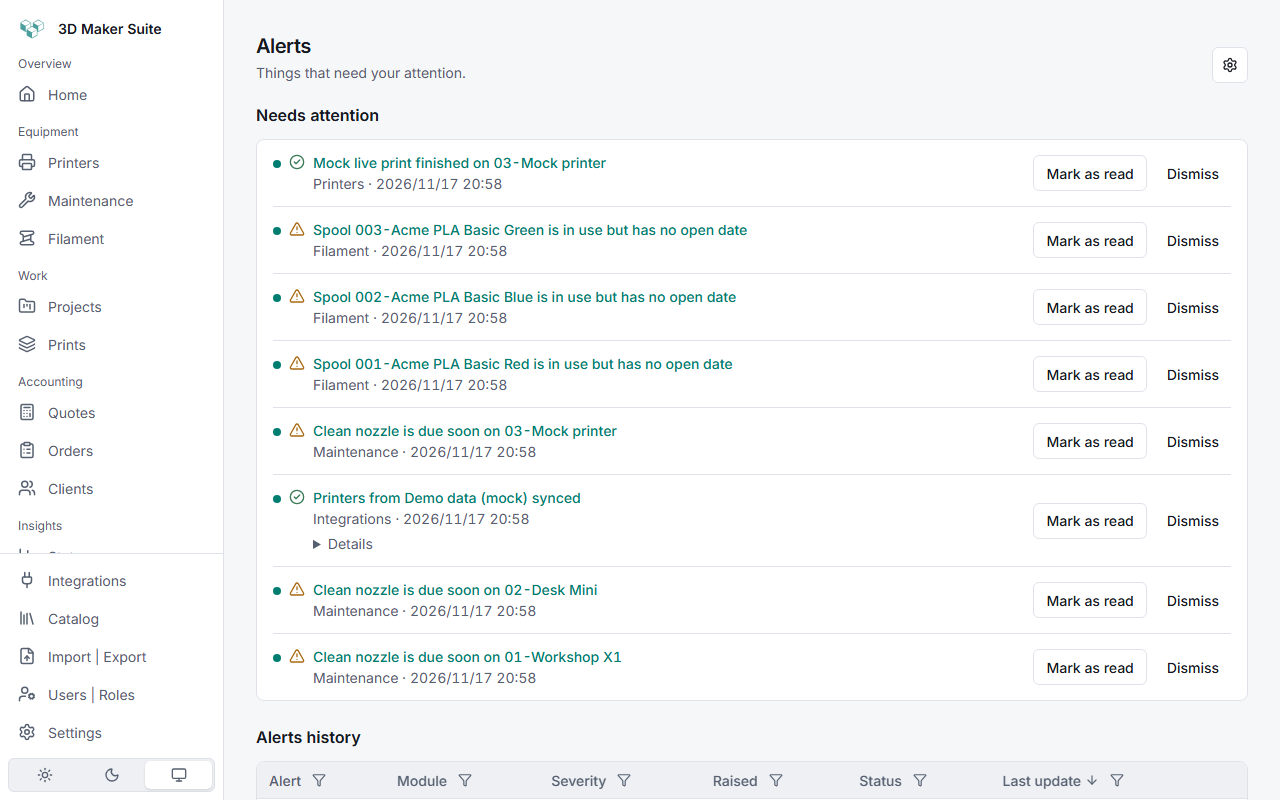 3D Maker Suite
Overview
Home
Equipment
Printers
Maintenance
Filament
Work
Projects
Prints
Accounting
Quotes
Orders
Clients
Insights
Integrations
Catalog
Import | Export
Users | Roles
Settings
Alerts
Things that need your attention.
Needs attention
Mock live print finished on 03-Mock printer
Printers · 2026/11/17 20:58
Mark as read Dismiss
Spool 003-Acme PLA Basic Green is in use but has no open date
Filament · 2026/11/17 20:58
Mark as read Dismiss
Spool 002-Acme PLA Basic Blue is in use but has no open date
Filament · 2026/11/17 20:58
Mark as read Dismiss
Spool 001-Acme PLA Basic Red is in use but has no open date
Filament · 2026/11/17 20:58
Mark as read Dismiss
Clean nozzle is due soon on 03-Mock printer
Maintenance · 2026/11/17 20:58
Mark as read Dismiss
Printers from Demo data (mock) synced
Integrations · 2026/11/17 20:58
Details
Mark as read Dismiss
Clean nozzle is due soon on 02-Desk Mini
Maintenance · 2026/11/17 20:58
Mark as read Dismiss
Clean nozzle is due soon on 01-Workshop X1
Maintenance · 2026/11/17 20:58
Mark as read Dismiss
Alerts history
Alert Module Severity Raised Status Last update